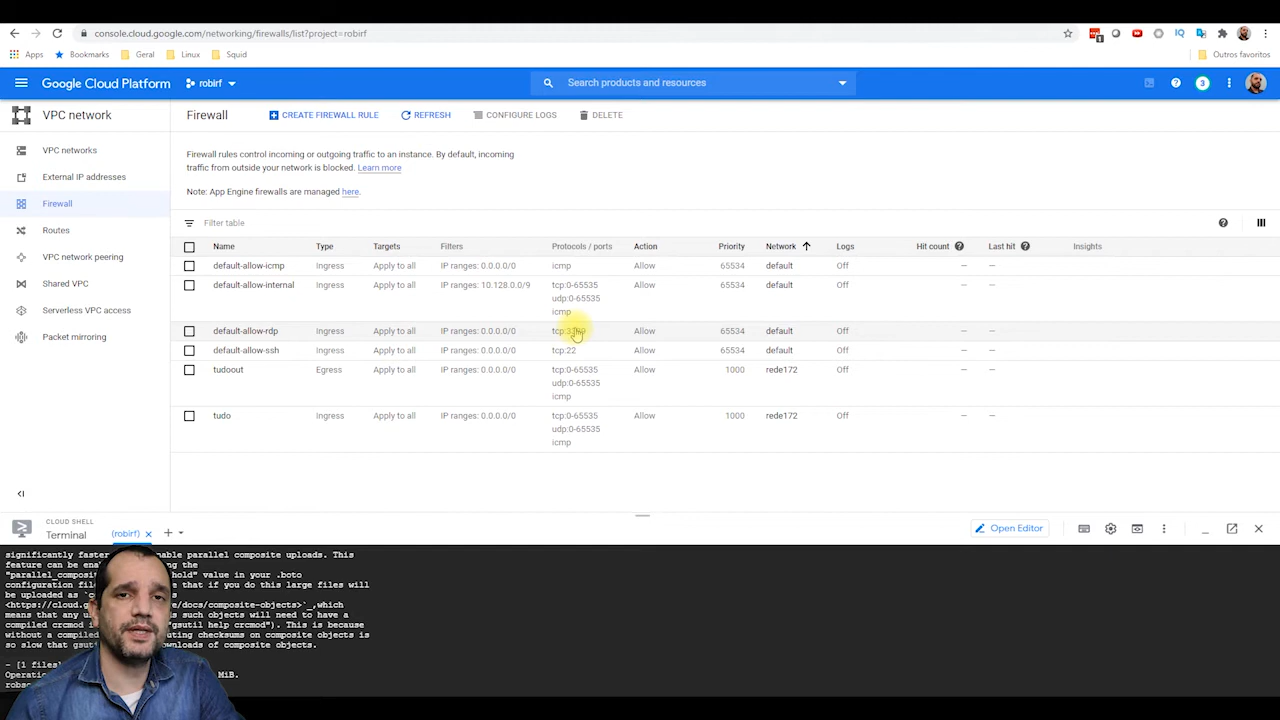 console.cloud.google.com/networking/firewalls/list?project=robirf
Apps Bookmarks Geral Linux Squid Outros favoritos
Google Cloud Platform robirf Search products and resources 3
VPC network Firewall CREATE FIREWALL RULE REFRESH CONFIGURE LOGS DELETE
VPC networks
External IP addresses
Firewall
Routes
VPC network peering
Shared VPC
Serverless VPC access
Packet mirroring
Firewall rules control incoming or outgoing traffic to an instance. By default, incoming
traffic from outside your network is blocked. Learn more
Note: App Engine firewalls are managed here.
Filter table
Name Type Targets Filters Protocols / ports Action Priority Network Logs Hit count Last hit Insights
default-allow-icmp Ingress Apply to all IP ranges: 0.0.0.0/0 icmp Allow 65534 default Off — —
default-allow-internal Ingress Apply to all IP ranges: 10.128.0.0/9 tcp:0-65535 Allow 65534 default Off — —
udp:0-65535
icmp
default-allow-rdp Ingress Apply to all IP ranges: 0.0.0.0/0 Allow 65534 default Off — —
default-allow-ssh Ingress Apply to all IP ranges: 0.0.0.0/0 tcp:22 Allow 65534 default Off — —
tudoout Egress Apply to all IP ranges: 0.0.0.0/0 tcp:0-65535 Allow 1000 rede172 Off — —
udp:0-65535
icmp
tudo Ingress Apply to all IP ranges: 0.0.0.0/0 tcp:0-65535 Allow 1000 rede172 Off — —
udp:0-65535
icmp
CLOUD SHELL
Terminal (robirf) Open Editor
significantly faster parallel composite uploads. This
feature can be the
"parallel_compos value in your .boto
configuration that if you do this large files will
be uploaded as
<https://cloud.g /docs/composite-objects>`_,which
means that any such objects will need to have a
compiled crcmod "gsutil help crcmod"). This is because
without a compiled checksums on composite objects is
so slow that of composite objects.
- [1 files]
MiB.